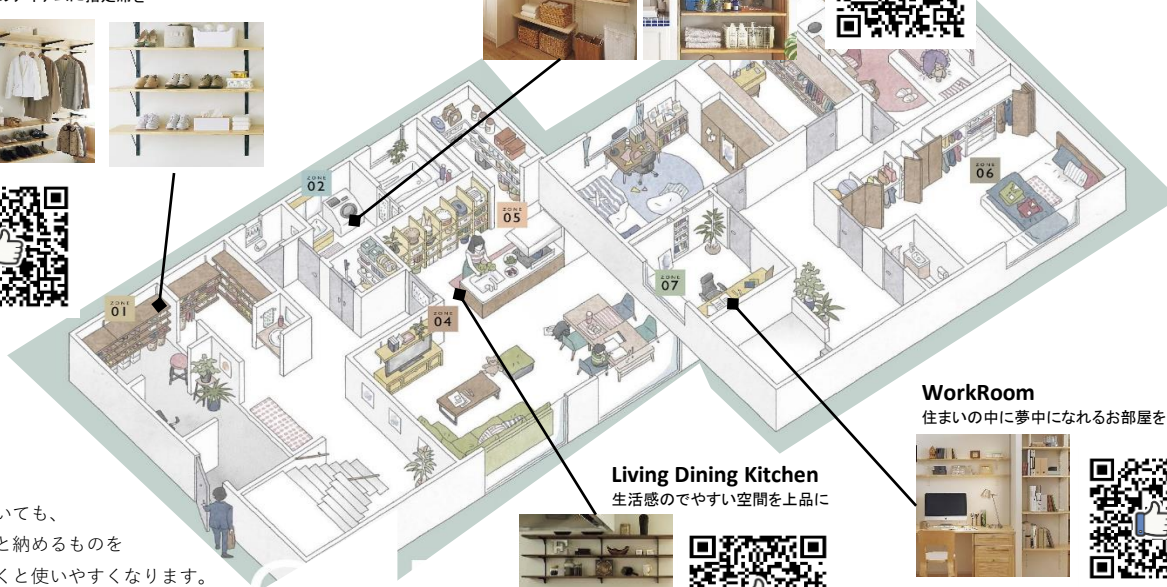 ZONE
02
ZONE
05
ZONE
06
ZONE
07
ZONE
01
ZONE
04
WorkRoom
住まいの中に夢中になれるお部屋を
Living Dining Kitchen
生活感のでやすい空間を上品に
いても、
と納めるものを
くと使いやすくなります。